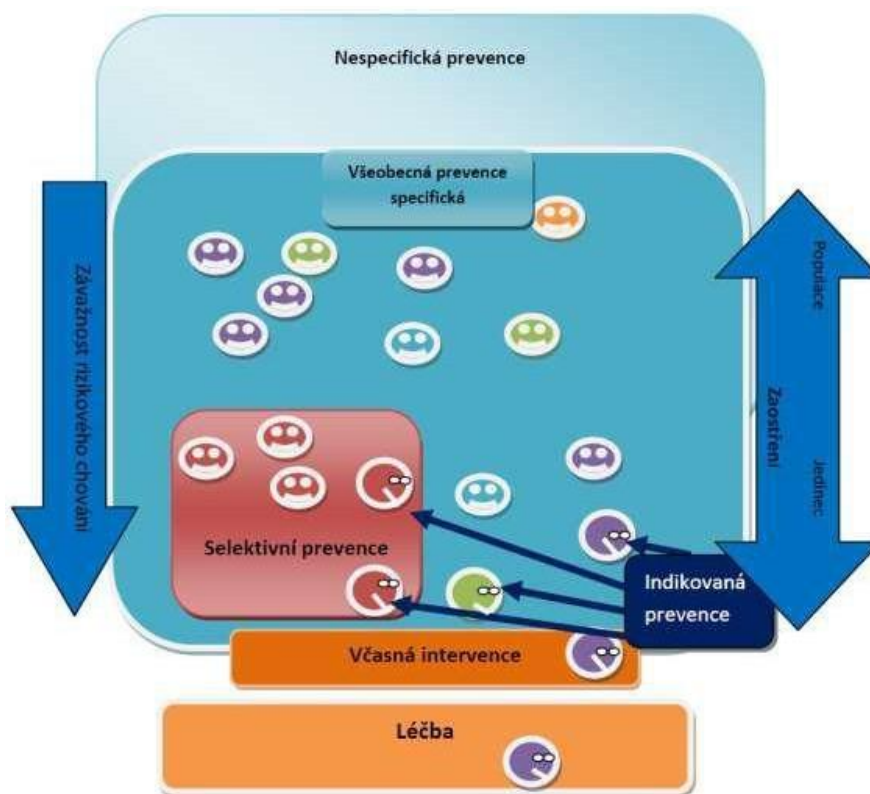 Nespecifická prevence
Všeobecná prevence
specifická
Závažnost rizikového chování
Populace
Zaostření
Jedinec
Selektivní prevence
Indikovaná
prevence
Včasná intervence
Léčba